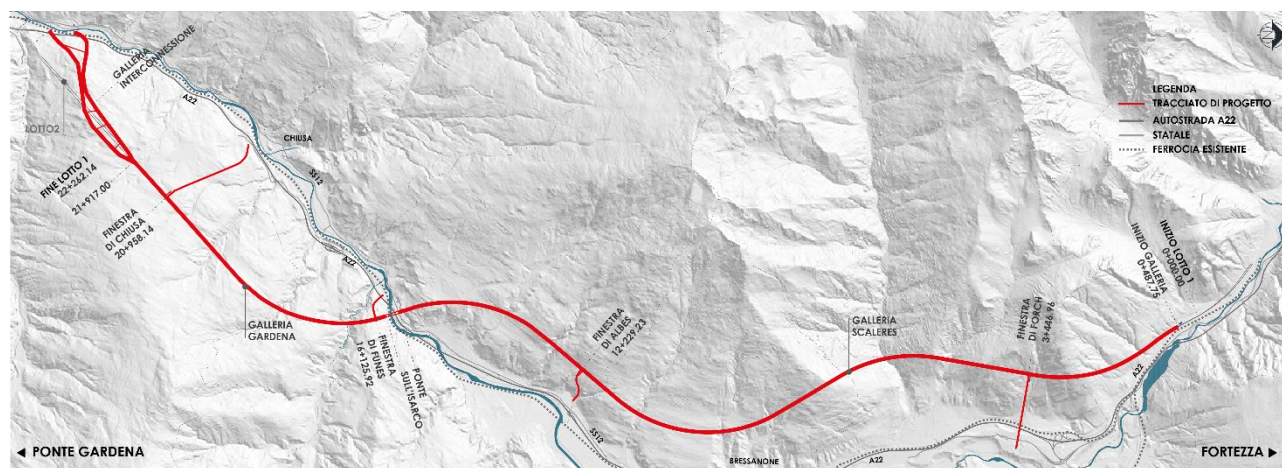 GALLERIA
INTERCONNESSIONE
LOTTO2
A22
CHIUSA
SS12
FINE LOTTO 1
22+262.14
21+917.00
FINESTRA
DI CHIUSA
20+958.14
A22
GALLERIA
GARDENA
FINESTRA
DI FUNES
16+125.92
PONTE
SULL'ISARCO
FINESTRA
DI ALBES
12+229.23
SS12
BRESSANONE
GALLERIA
SCALERES
A22
FINESTRA
DI FORCH
3+446.96
A22
INIZIO LOTTO 1
0+000.00
INIZIO GALLERIA
0+487.75
LEGENDA
TRACCIATO DI PROGETTO
AUTOSTRADA A22
STATALE
FERROCIA ESISTENTE
PONTE GARDENA
FORTEZZA